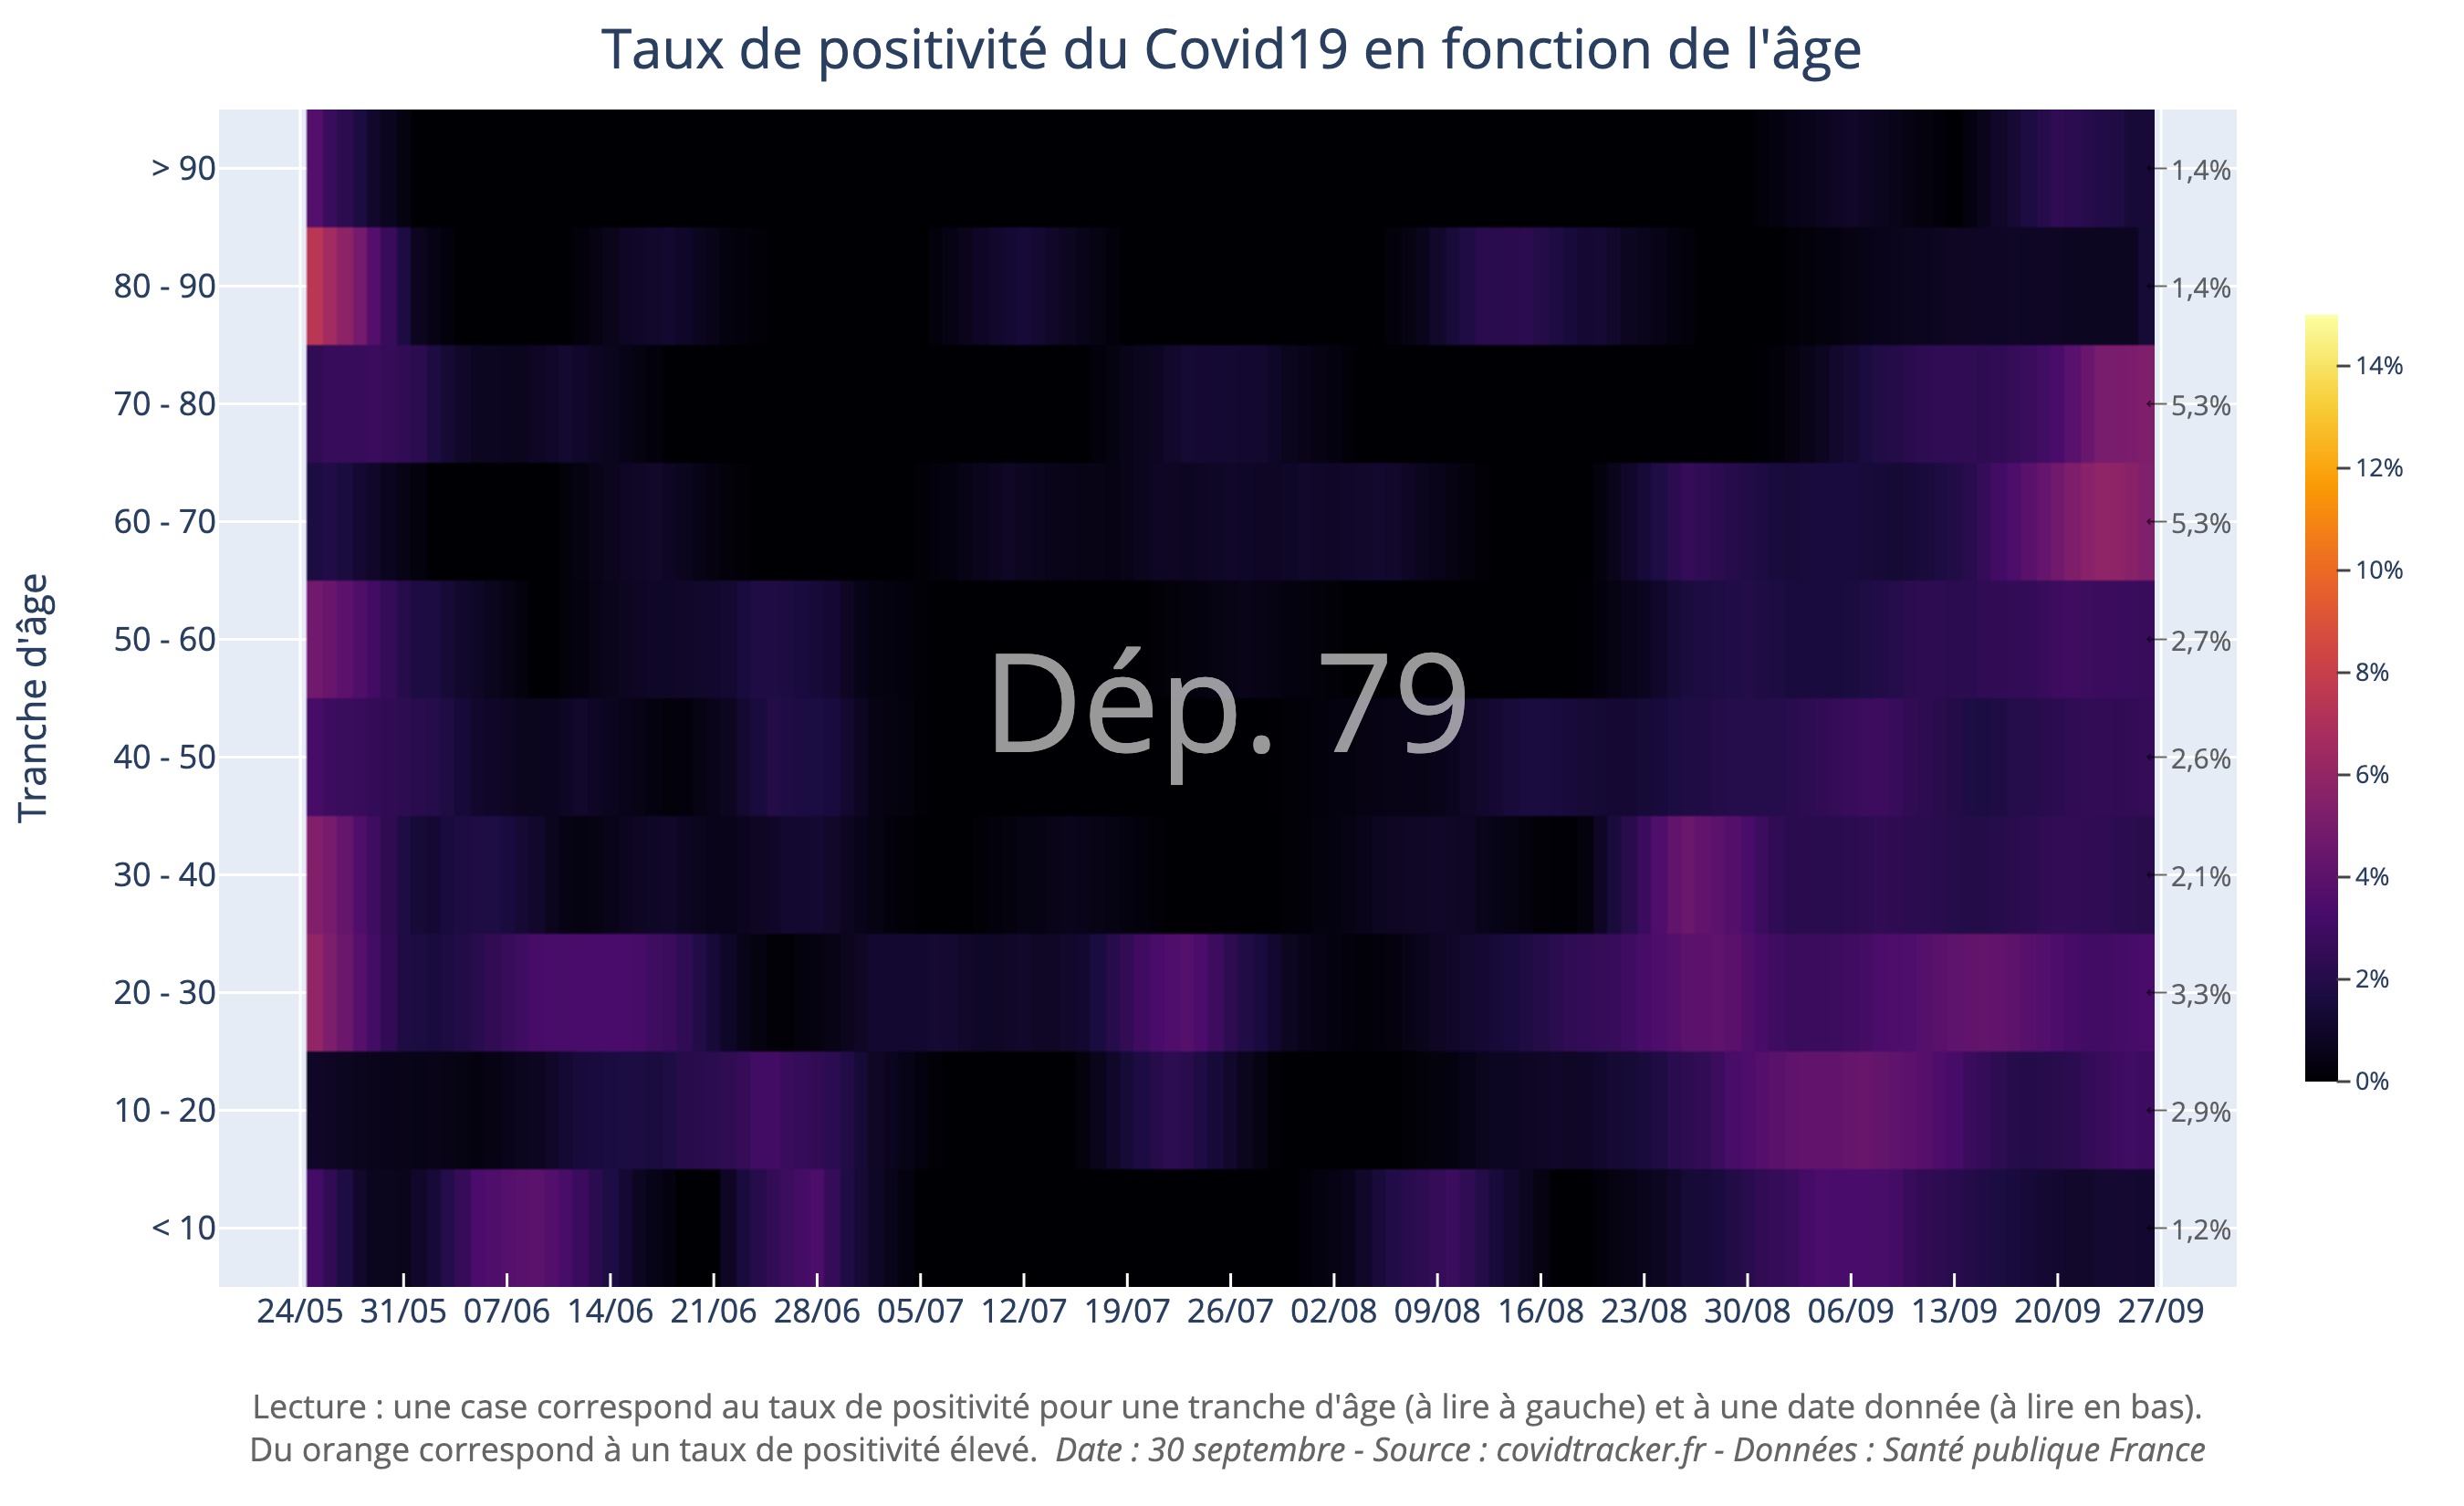 Taux de positivité du Covid19 en fonction de l'âge
Tranche d'âge
> 90
80 - 90
70 - 80
60 - 70
50 - 60
40 - 50
30 - 40
20 - 30
10 - 20
< 10
Dép. 79
1,4%
1,4%
5,3%
5,3%
2,7%
2,6%
2,1%
3,3%
2,9%
1,2%
14%
12%
10%
8%
6%
4%
2%
0%
24/05 31/05 07/06 14/06 21/06 28/06 05/07 12/07 19/07 26/07 02/08 09/08 16/08 23/08 30/08 06/09 13/09 20/09 27/09
Lecture : une case correspond au taux de positivité pour une tranche d'âge (à lire à gauche) et à une date donnée (à lire en bas).
Du orange correspond à un taux de positivité élevé. Date : 30 septembre - Source : covidtracker.fr - Données : Santé publique France